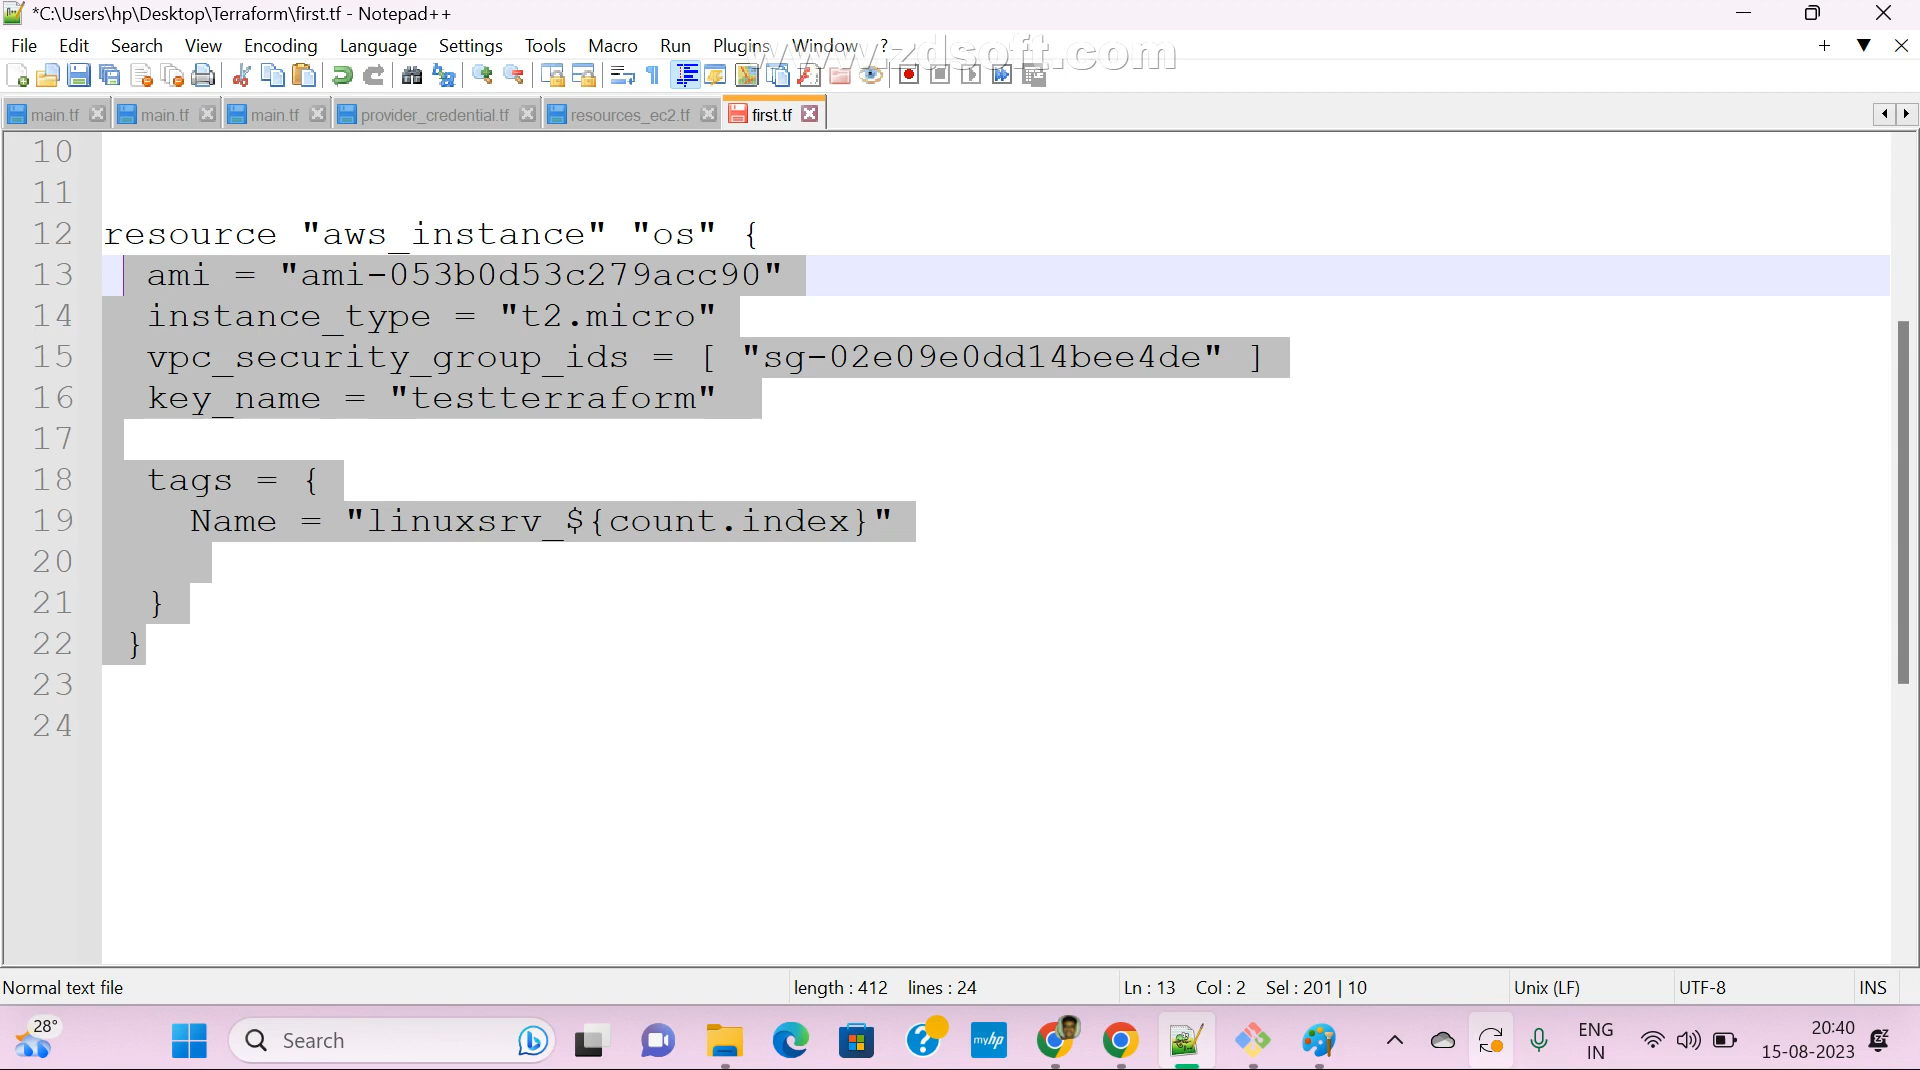 *C:\Users\hp\Desktop\Terraform\first.tf - Notepad++
File Edit Search View Encoding Language Settings Tools Macro Run Plugins Window ?
www.zdsoft.com
main.tf main.tf main.tf provider_credential.tf resources_ec2.tf first.tf
10
11
12 resource "aws_instance" "os" {
13 ami = "ami-053b0d53c279acc90"
14 instance_type = "t2.micro"
15 vpc_security_group_ids = [ "sg-02e09e0dd14bee4de" ]
16 key_name = "testterraform"
17
18 tags = {
19 Name = "linuxsrv_${count.index}"
20
21 }
22 }
23
24
Normal text file length : 412 lines : 24 Ln : 13 Col : 2 Sel : 201 | 10 Unix (LF) UTF-8 INS
28° Search myhp ENG IN 20:40 15-08-2023